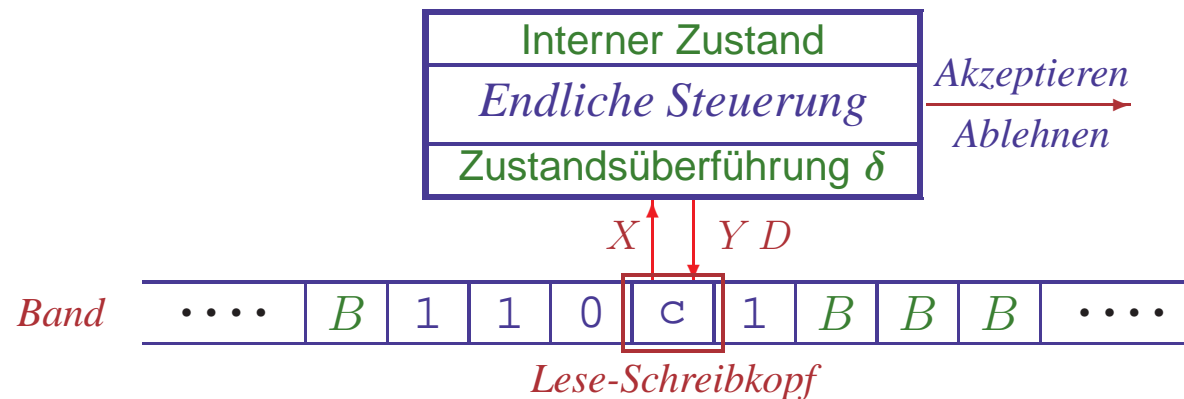 Interner Zustand
Endliche Steuerung
Zustandsüberführung δ
Akzeptieren
Ablehnen
X Y D
Band ···· B 1 1 0 c 1 B B B ····
Lese-Schreibkopf